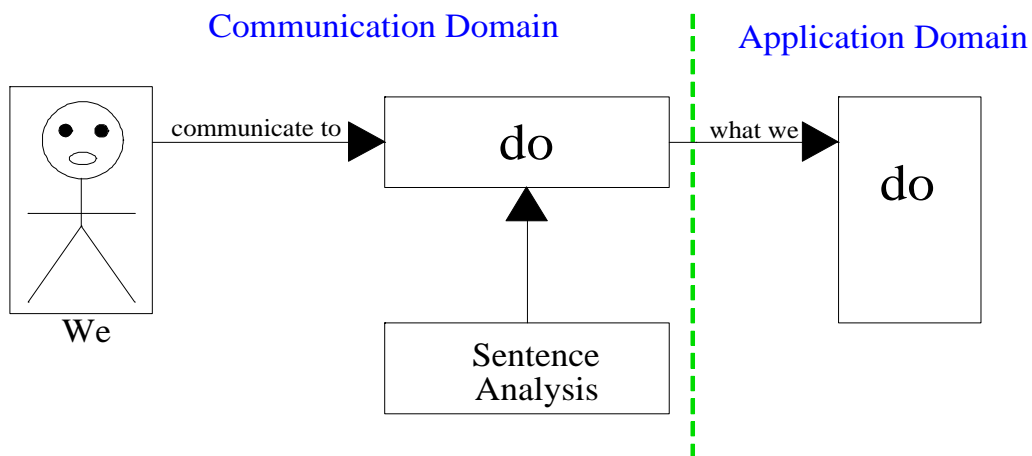 Communication Domain
Application Domain
communicate to
do
what we
do
We
Sentence
Analysis